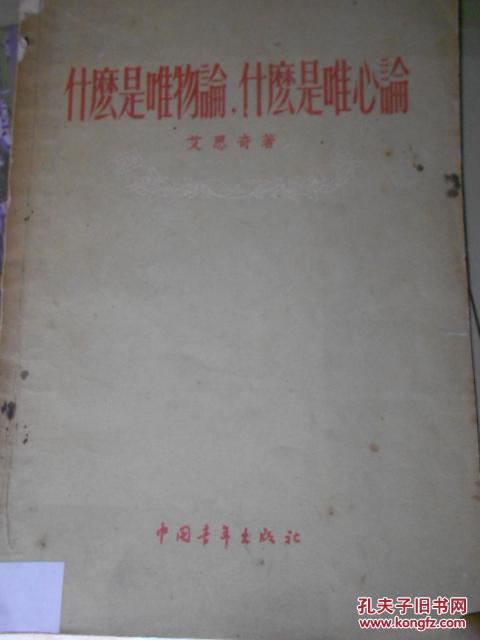 什麽是唯物論、什麽是唯心論
艾思奇著
中国青年出版社
孔夫子旧书网
www.kongfz.com